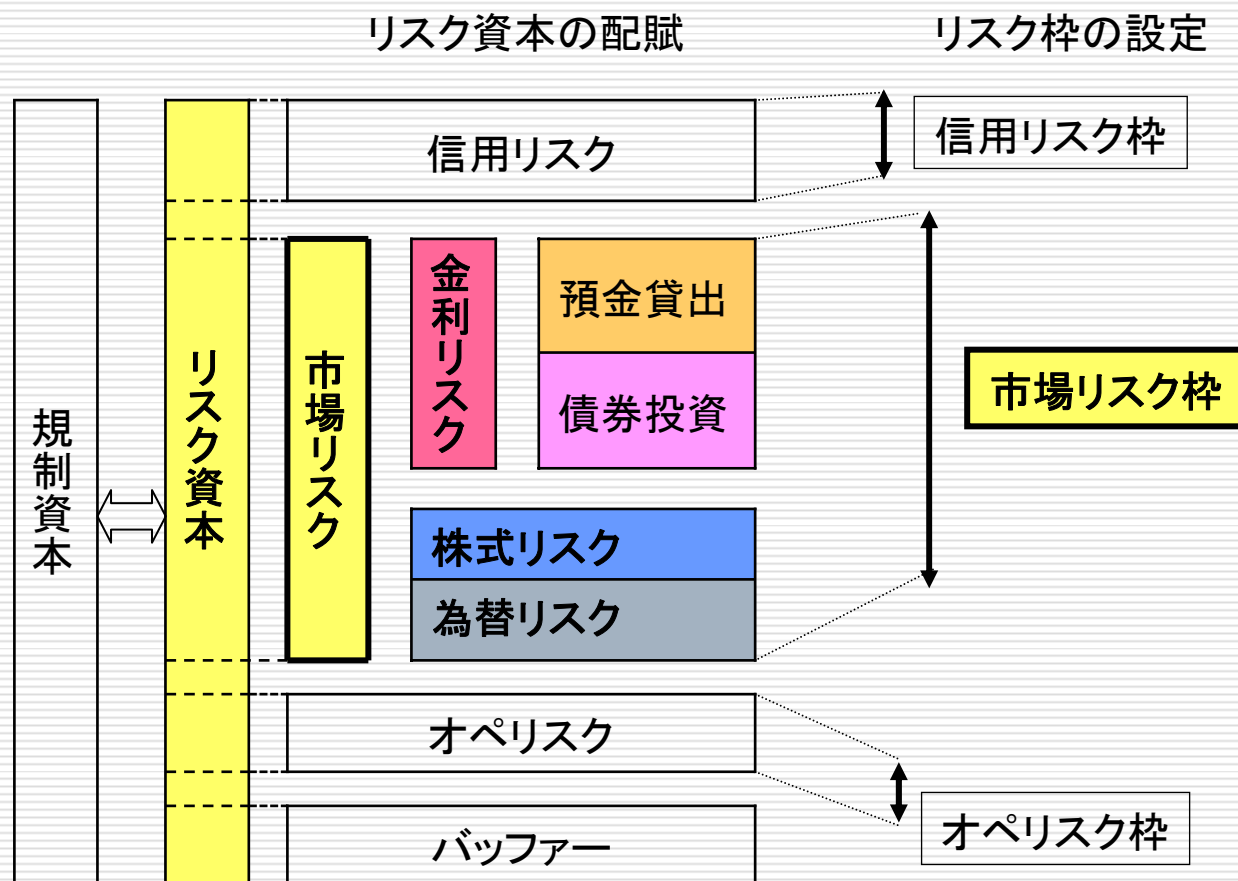 リスク資本の配賦
リスク枠の設定
規制資本
リスク資本
信用リスク
信用リスク枠
市場リスク
金利リスク
預金貸出
債券投資
市場リスク枠
株式リスク
為替リスク
オペリスク
オペリスク枠
バッファー